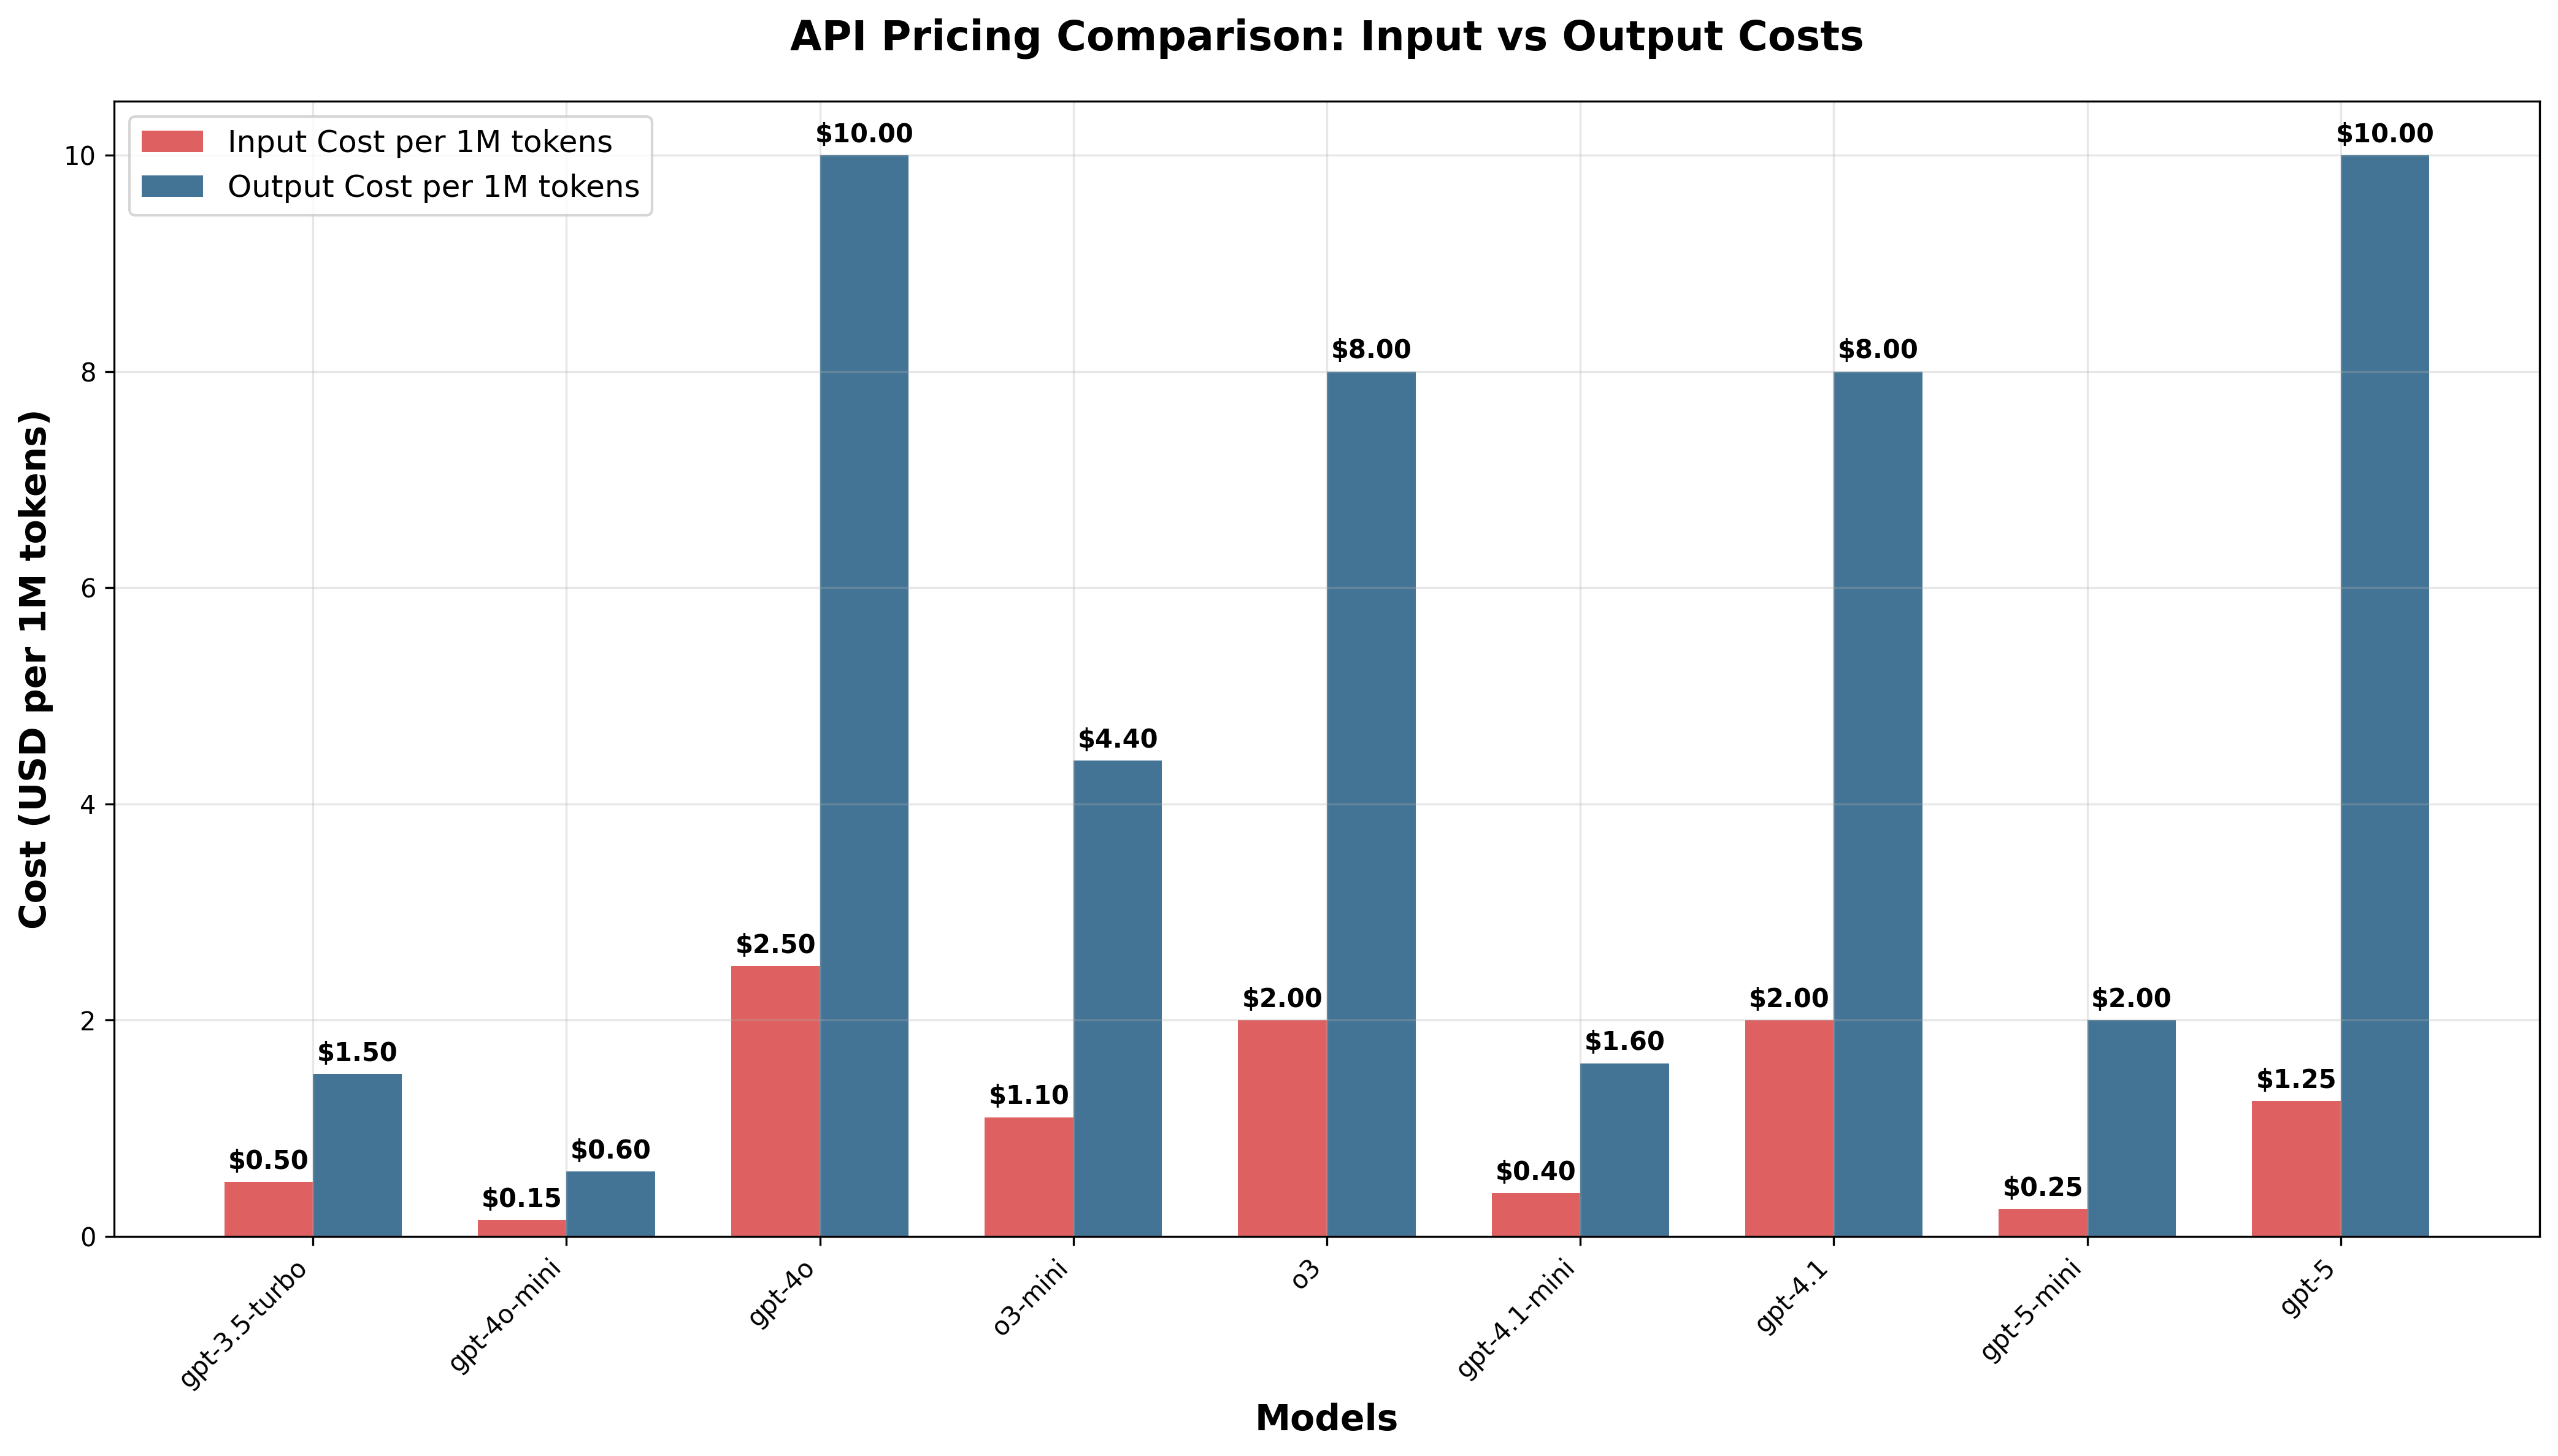 API Pricing Comparison: Input vs Output Costs
Input Cost per 1M tokens
Output Cost per 1M tokens
Cost (USD per 1M tokens)
10
8
6
4
2
0
$0.50
$1.50
$0.15
$0.60
$2.50
$10.00
$1.10
$4.40
$2.00
$8.00
$0.40
$1.60
$2.00
$8.00
$0.25
$2.00
$1.25
$10.00
gpt-3.5-turbo
gpt-4o-mini
gpt-4o
o3-mini
o3
gpt-4.1-mini
gpt-4.1
gpt-5-mini
gpt-5
Models